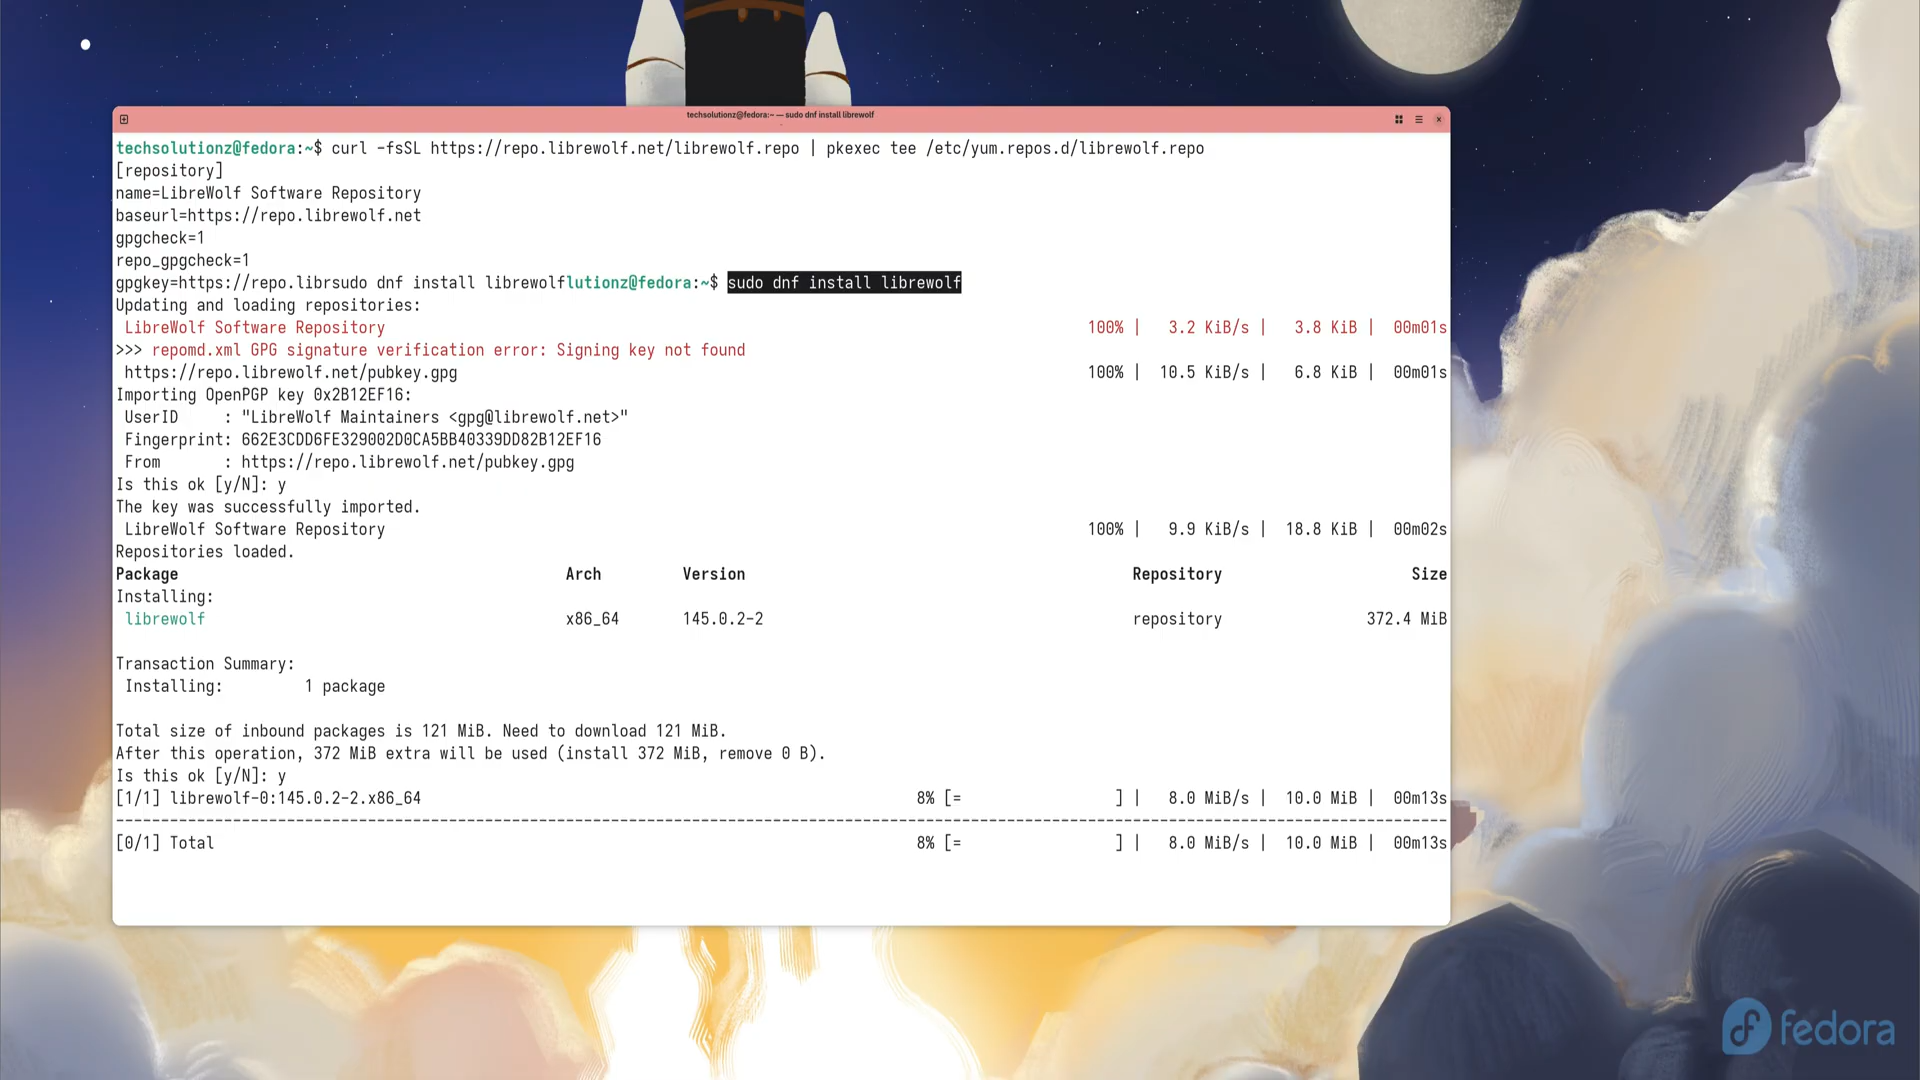 techsolutionz@fedora:~ — sudo dnf install librewolf
techsolutionz@fedora:~$ curl -fsSL https://repo.librewolf.net/librewolf.repo | pkexec tee /etc/yum.repos.d/librewolf.repo
[repository]
name=LibreWolf Software Repository
baseurl=https://repo.librewolf.net
gpgcheck=1
repo_gpgcheck=1
gpgkey=https://repo.librsudo dnf install librewolflutionz@fedora:~$ sudo dnf install librewolf
Updating and loading repositories:
LibreWolf Software Repository 100% | 3.2 KiB/s | 3.8 KiB | 00m01s
>>> repomd.xml GPG signature verification error: Signing key not found
https://repo.librewolf.net/pubkey.gpg 100% | 10.5 KiB/s | 6.8 KiB | 00m01s
Importing OpenPGP key 0x2B12EF16:
UserID : "LibreWolf Maintainers <gpg@librewolf.net>"
Fingerprint: 662E3CDD6FE329002D0CA5BB40339DD82B12EF16
From : https://repo.librewolf.net/pubkey.gpg
Is this ok [y/N]: y
The key was successfully imported.
LibreWolf Software Repository 100% | 9.9 KiB/s | 18.8 KiB | 00m02s
Repositories loaded.
Package Arch Version Repository Size
Installing:
librewolf x86_64 145.0.2-2 repository 372.4 MiB
Transaction Summary:
Installing: 1 package
Total size of inbound packages is 121 MiB. Need to download 121 MiB.
After this operation, 372 MiB extra will be used (install 372 MiB, remove 0 B).
Is this ok [y/N]: y
[1/1] librewolf-0:145.0.2-2.x86_64 8% [= ] | 8.0 MiB/s | 10.0 MiB | 00m13s
--------------------------------------------------------------------------------
[0/1] Total 8% [= ] | 8.0 MiB/s | 10.0 MiB | 00m13s
fedora